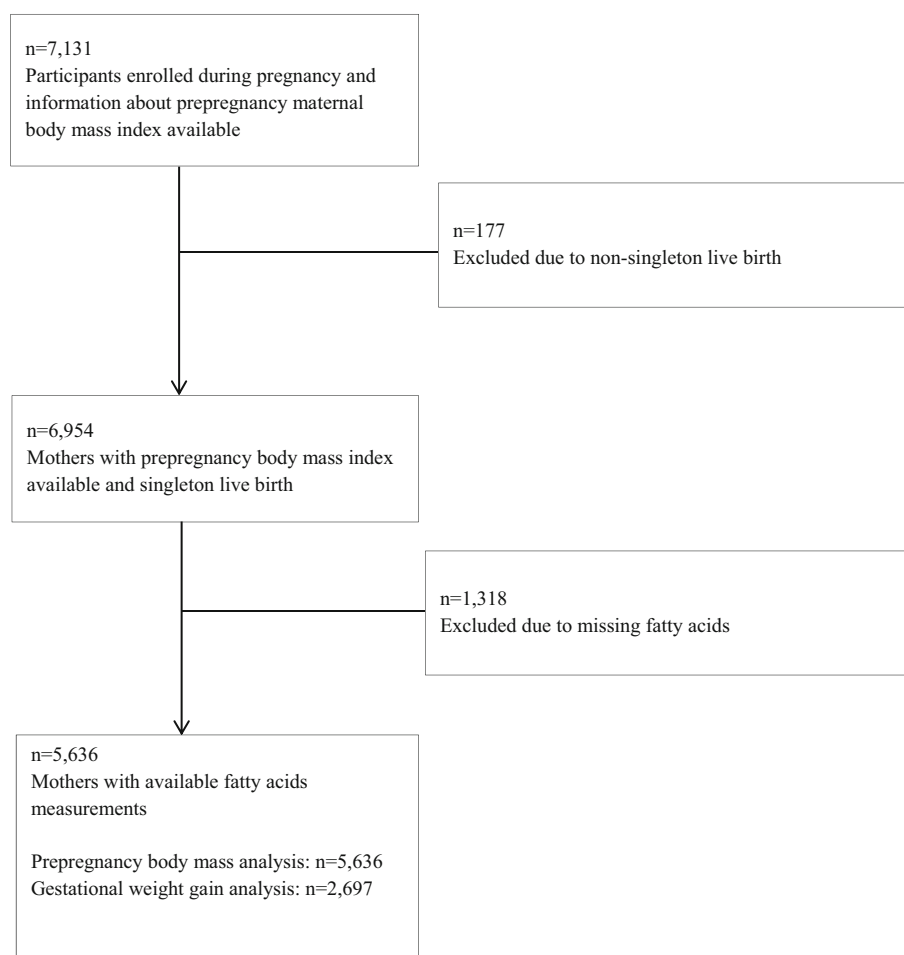 n=7,131
Participants enrolled during pregnancy and
information about prepregnancy maternal
body mass index available
n=177
Excluded due to non-singleton live birth
n=6,954
Mothers with prepregnancy body mass index
available and singleton live birth
n=1,318
Excluded due to missing fatty acids
n=5,636
Mothers with available fatty acids
measurements
Prepregnancy body mass analysis: n=5,636
Gestational weight gain analysis: n=2,697